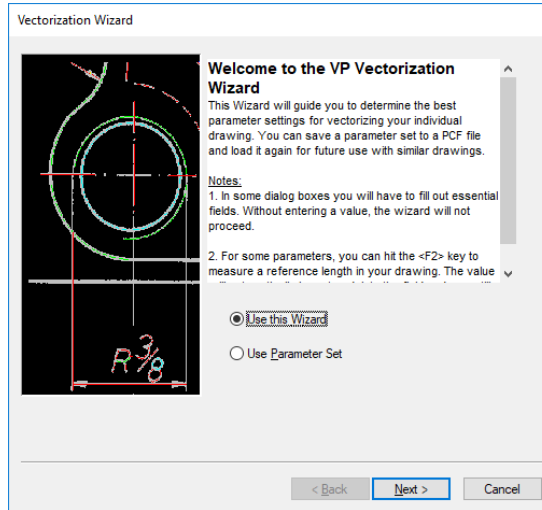 Vectorization Wizard
Welcome to the VP Vectorization
Wizard
This Wizard will guide you to determine the best
parameter settings for vectorizing your individual
drawing. You can save a parameter set to a PCF file
and load it again for future use with similar drawings.
Notes:
1. In some dialog boxes you will have to fill out essential
fields. Without entering a value, the wizard will not
proceed.
2. For some parameters, you can hit the <F2> key to
measure a reference length in your drawing. The value
Use this Wizard
Use Parameter Set
R 3/8
< Back
Next >
Cancel